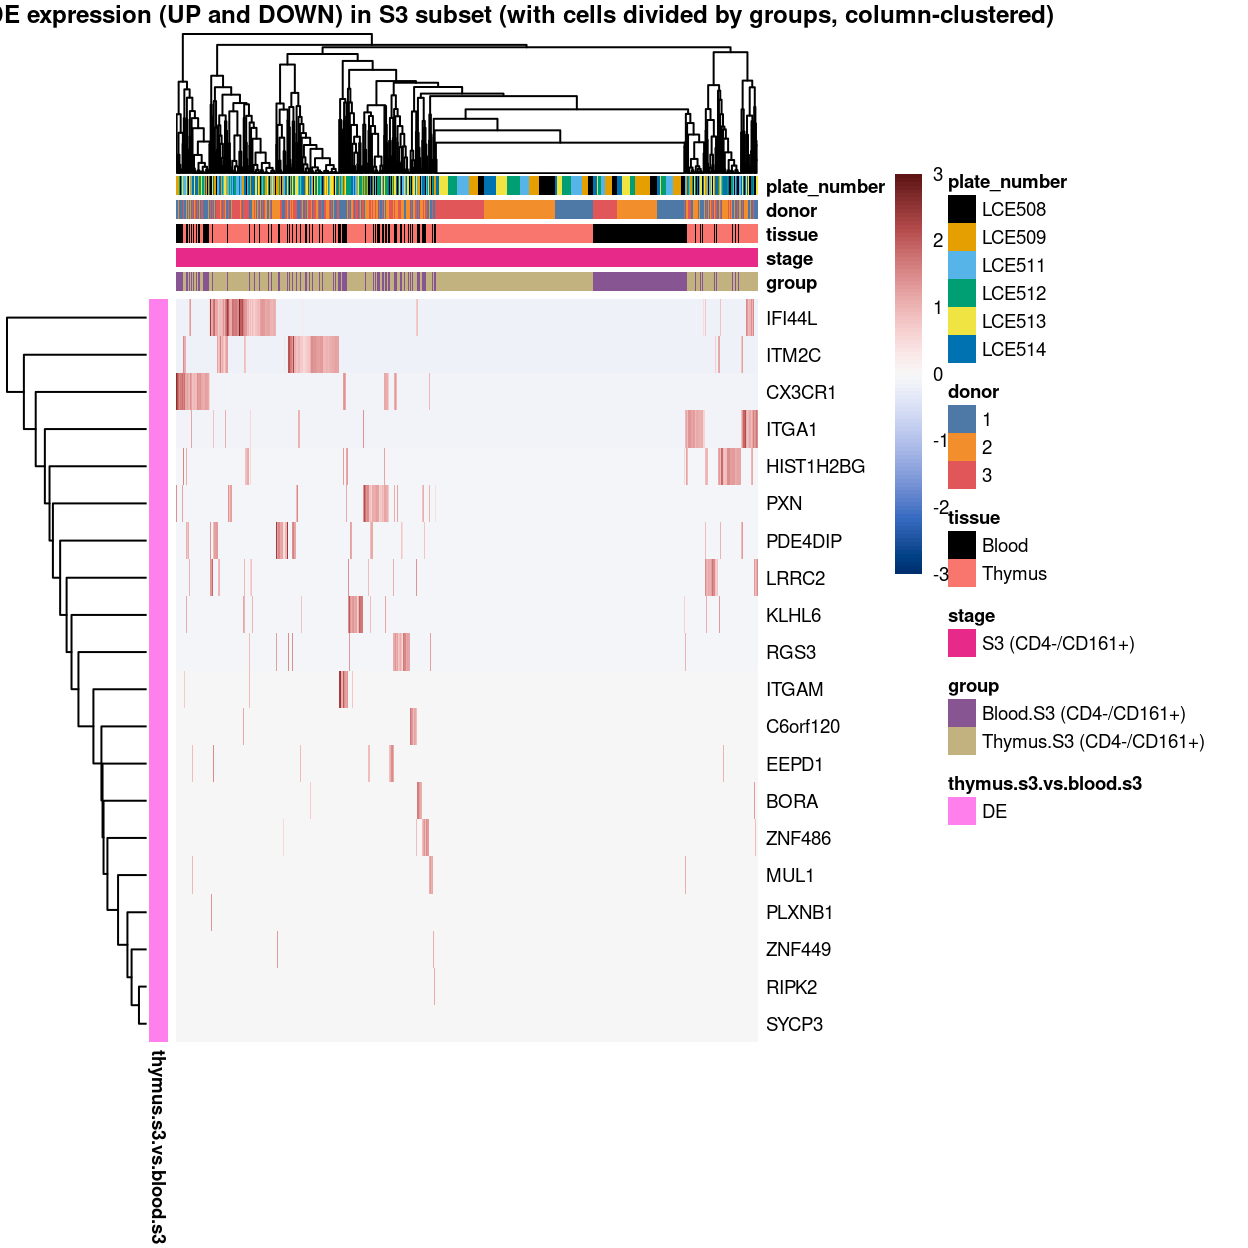 DE expression (UP and DOWN) in S3 subset (with cells divided by groups, column-clustered)
plate_number
donor
tissue
stage
group
IFI44L
ITM2C
CX3CR1
ITGA1
HIST1H2BG
PXN
PDE4DIP
LRRC2
KLHL6
RGS3
ITGAM
C6orf120
EEPD1
BORA
ZNF486
MUL1
PLXNB1
ZNF449
RIPK2
SYCP3
thymus.s3.vs.blood.s3
3
2
1
0
-1
-2
-3
plate_number
LCE508
LCE509
LCE511
LCE512
LCE513
LCE514
donor
1
2
3
tissue
Blood
Thymus
stage
S3 (CD4-/CD161+)
group
Blood.S3 (CD4-/CD161+)
Thymus.S3 (CD4-/CD161+)
thymus.s3.vs.blood.s3
DE